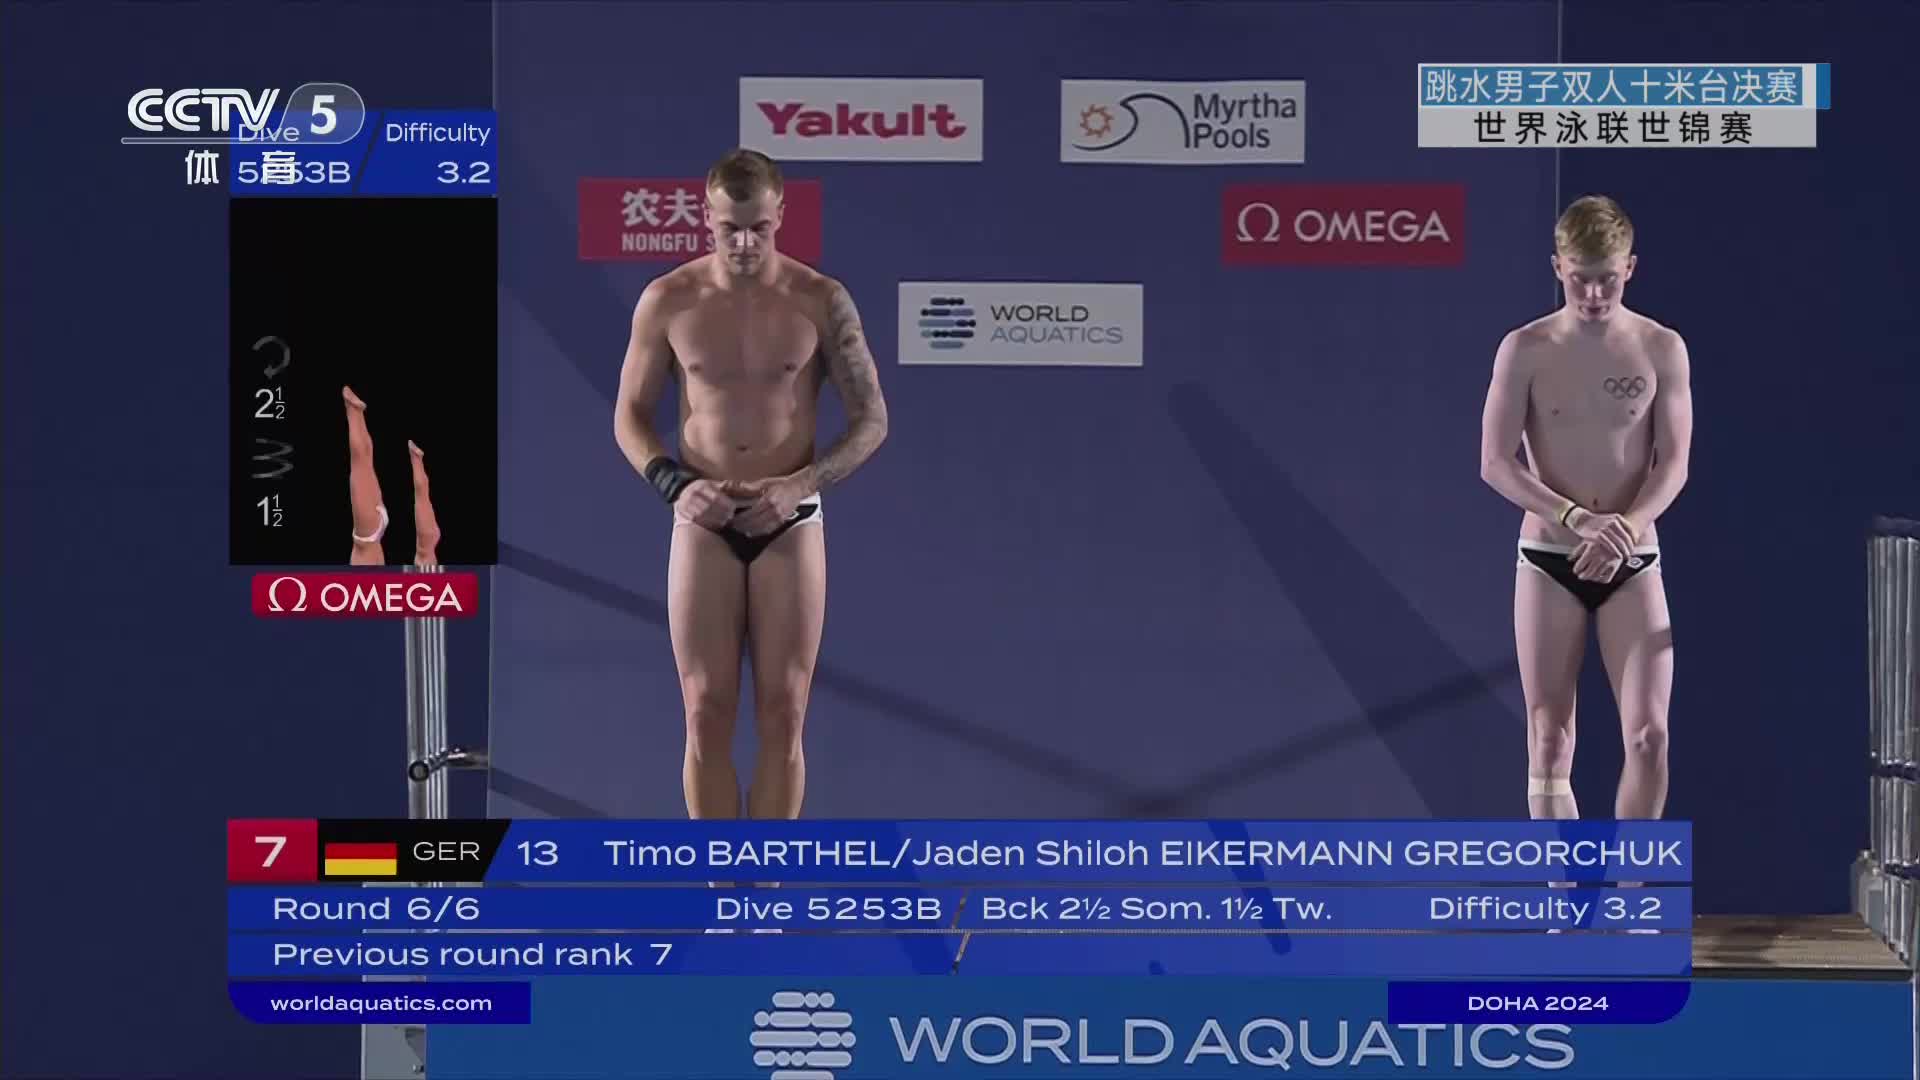 CCTV 5
体育
Dive
5253B
Difficulty
3.2
2½
1½
OMEGA
Yakult
Myrtha
Pools
跳水男子双人十米台决赛
世界泳联世锦赛
农夫
NONGFU S
OMEGA
WORLD
AQUATICS
7 GER 13 Timo BARTHEL/Jaden Shiloh EIKERMANN GREGORCHUK
Round 6/6 Dive 5253B Bck 2½ Som. 1½ Tw. Difficulty 3.2
Previous round rank 7
worldaquatics.com
DOHA 2024
WORLD AQUATICS